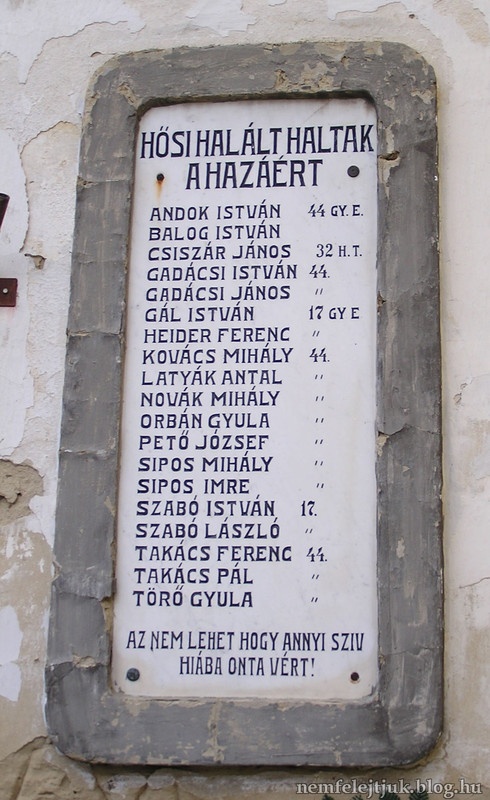 HŐSI HALÁLT HALTAK
A HAZÁÉRT
ANDOK ISTVÁN 44 GY. E.
BALOG ISTVÁN
CSISZÁR JÁNOS 32 H.T.
GADÁCSI ISTVÁN 44.
GADÁCSI JÁNOS "
GÁL ISTVÁN 17 GY E
HEIDER FERENC "
KOVÁCS MIHÁLY 44.
LATYÁK ANTAL "
NOVÁK MIHÁLY "
ORBÁN GYULA "
PETŐ JÓZSEF "
SIPOS MIHÁLY "
SIPOS IMRE "
SZABÓ ISTVÁN 17.
SZABÓ LÁSZLÓ "
TAKÁCS FERENC 44.
TAKÁCS PÁL "
TÖRŐ GYULA "
AZ NEM LEHET HOGY ANNYI SZIV
HIÁBA ONTA VÉRT!
nemfelejtjuk.blog.hu